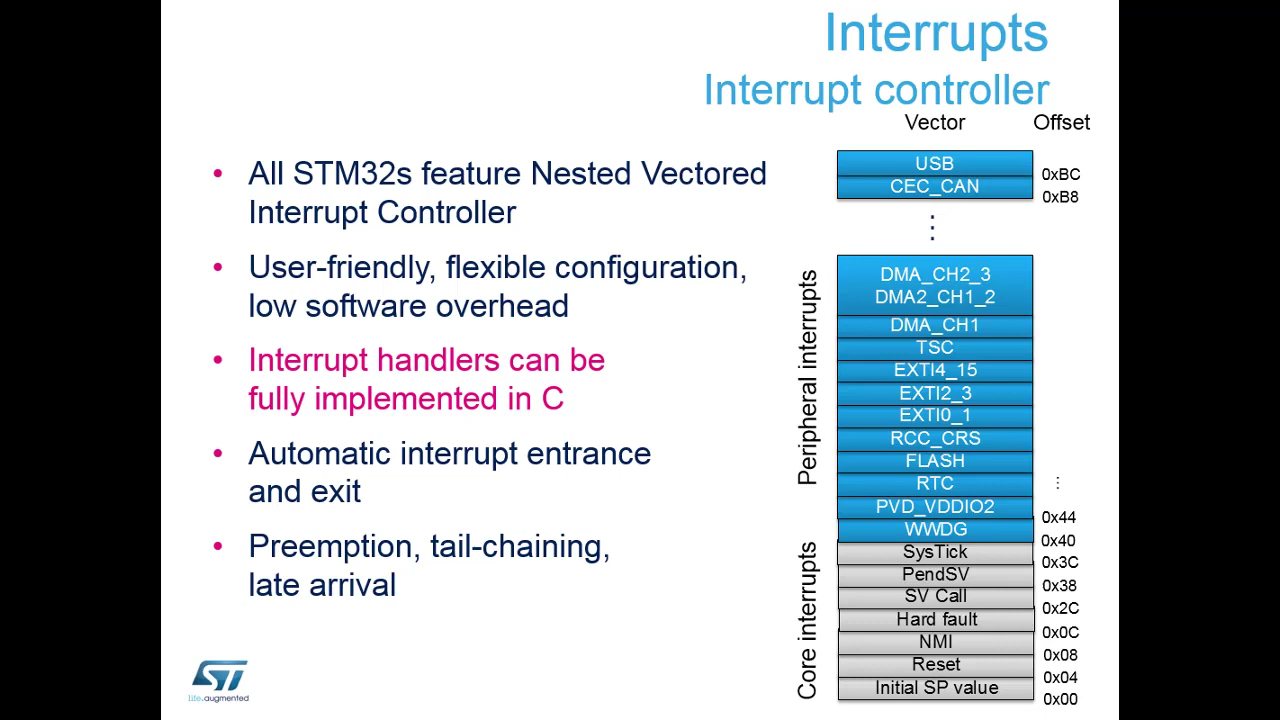 Interrupts
Interrupt controller
• All STM32s feature Nested Vectored
Interrupt Controller
• User-friendly, flexible configuration,
low software overhead
• Interrupt handlers can be
fully implemented in C
• Automatic interrupt entrance
and exit
• Preemption, tail-chaining,
late arrival
Vector Offset
USB
0xBC
CEC_CAN
0xB8
⋮
Peripheral interrupts
DMA_CH2_3
DMA2_CH1_2
DMA_CH1
TSC
EXTI4_15
EXTI2_3
EXTI0_1
RCC_CRS
FLASH
RTC
⋮
PVD_VDDIO2
0x44
WWDG
0x40
Core interrupts
SysTick
0x3C
PendSV
0x38
SV Call
0x2C
Hard fault
0x0C
NMI
0x08
Reset
0x04
Initial SP value
0x00
ST
life.augmented